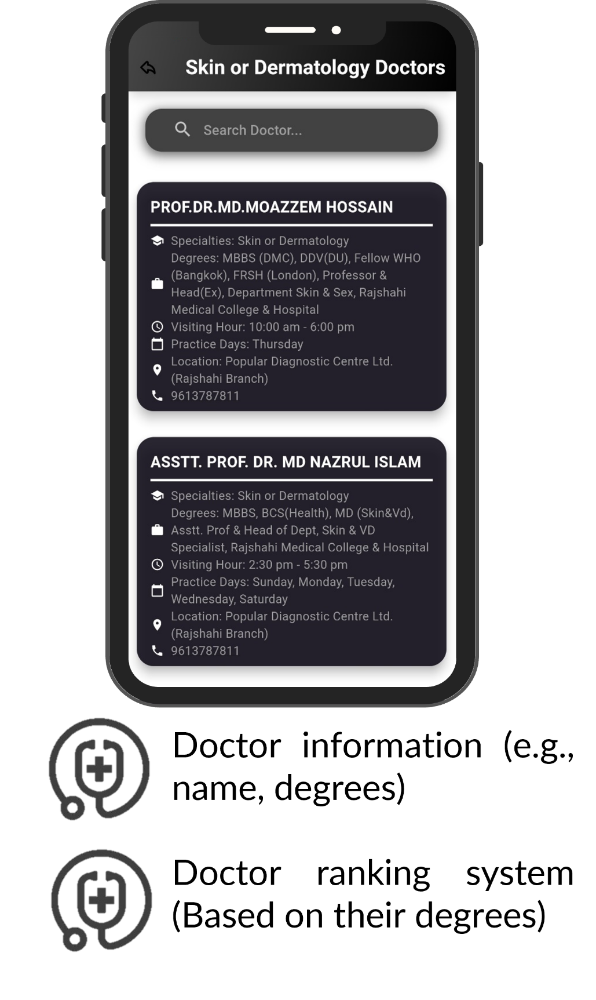 Skin or Dermatology Doctors
Search Doctor...
PROF.DR.MD.MOAZZEM HOSSAIN
Specialties: Skin or Dermatology
Degrees: MBBS (DMC), DDV(DU), Fellow WHO
(Bangkok), FRSH (London), Professor &
Head(Ex), Department Skin & Sex, Rajshahi
Medical College & Hospital
Visiting Hour: 10:00 am - 6:00 pm
Practice Days: Thursday
Location: Popular Diagnostic Centre Ltd.
(Rajshahi Branch)
9613787811
ASSTT. PROF. DR. MD NAZRUL ISLAM
Specialties: Skin or Dermatology
Degrees: MBBS, BCS(Health), MD (Skin&Vd),
Asstt. Prof & Head of Dept, Skin & VD
Specialist, Rajshahi Medical College & Hospital
Visiting Hour: 2:30 pm - 5:30 pm
Practice Days: Sunday, Monday, Tuesday,
Wednesday, Saturday
Location: Popular Diagnostic Centre Ltd.
(Rajshahi Branch)
9613787811
Doctor information (e.g.,
name, degrees)
Doctor ranking system
(Based on their degrees)